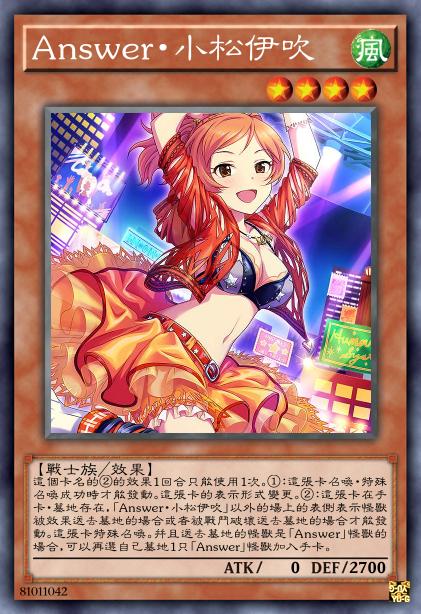 Answer・小松伊吹
風
【戦士族／效果】
這個卡名的②的效果1回合只能使用1次。①：這張卡召喚・特殊
召喚成功時才能發動。這張卡的表示形式變更。②：這張卡在手
卡・墓地存在，「Answer・小松伊吹」以外的場上的表側表示怪獸
被效果送去墓地的場合或者被戰鬥破壞送去墓地的場合才能發
動。這張卡特殊召喚。并且送去墓地的怪獸是「Answer」怪獸的
場合，可以再選自己墓地1只「Answer」怪獸加入手卡。
ATK/ 0 DEF/2700
81011042